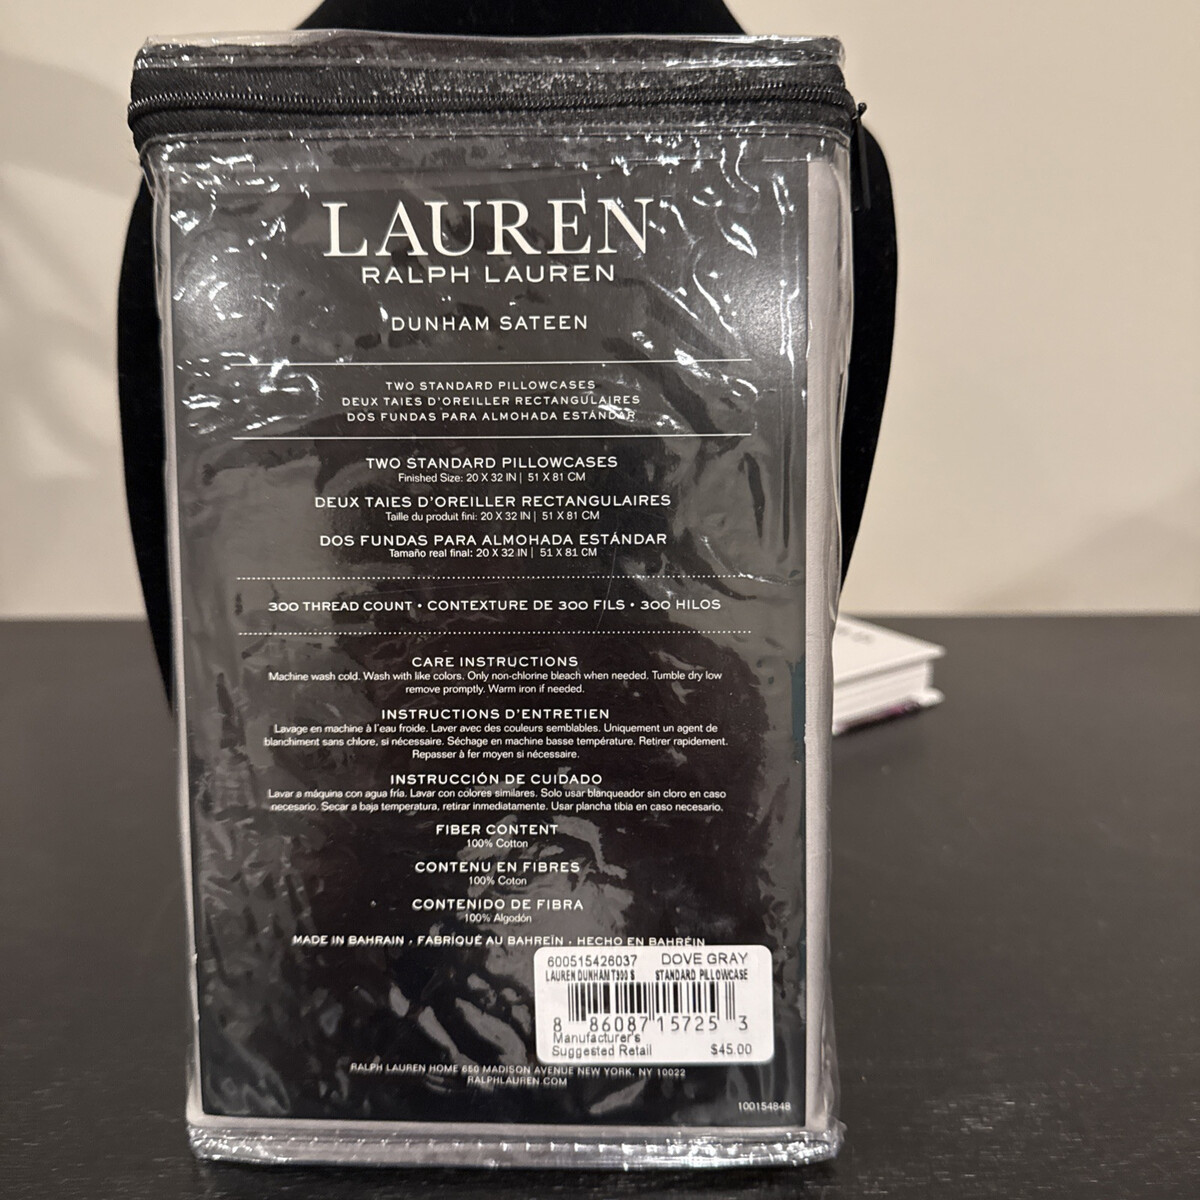 LAUREN
RALPH LAUREN
DUNHAM SATEEN
TWO STANDARD PILLOWCASES
DEUX TAIES D'OREILLER RECTANGULAIRES
DOS FUNDAS PARA ALMOHADA ESTÁNDAR
TWO STANDARD PILLOWCASES
Finished Size: 20 X 32 IN | 51 X 81 CM
DEUX TAIES D'OREILLER RECTANGULAIRES
Taille du produit fini: 20 X 32 IN | 51 X 81 CM
DOS FUNDAS PARA ALMOHADA ESTÁNDAR
Tamaño real final: 20 X 32 IN | 51 X 81 CM
300 THREAD COUNT • CONTEXTURE DE 300 FILS • 300 HILOS
CARE INSTRUCTIONS
Machine wash cold. Wash with like colors. Only non-chlorine bleach when needed. Tumble dry low
remove promptly. Warm iron if needed.
INSTRUCTIONS D'ENTRETIEN
Lavage en machine à l'eau froide. Laver avec des couleurs semblables. Uniquement un agent de
blanchiment sans chlore, si nécessaire. Séchage en machine basse température. Retirer rapidement.
Repasser à fer moyen si nécessaire.
INSTRUCCIÓN DE CUIDADO
Lavar a máquina con agua fría. Lavar con colores similares. Solo usar blanqueador sin cloro en caso
necesario. Secar a baja temperatura, retirar inmediatamente. Usar plancha tibia en caso necesario.
FIBER CONTENT
100% Cotton
CONTENU EN FIBRES
100% Coton
CONTENIDO DE FIBRA
100% Algodón
MADE IN BAHRAIN • FABRIQUÉ AU BAHREÏN • HECHO EN BAHRÉIN
600515426037 DOVE GRAY
LAUREN DUNHAM T300 S STANDARD PILLOWCASE
8 86087 15725 3
Manufacturer's
Suggested Retail $45.00
RALPH LAUREN HOME 650 MADISON AVENUE NEW YORK, NY 10022
RALPHLAUREN.COM
100154848